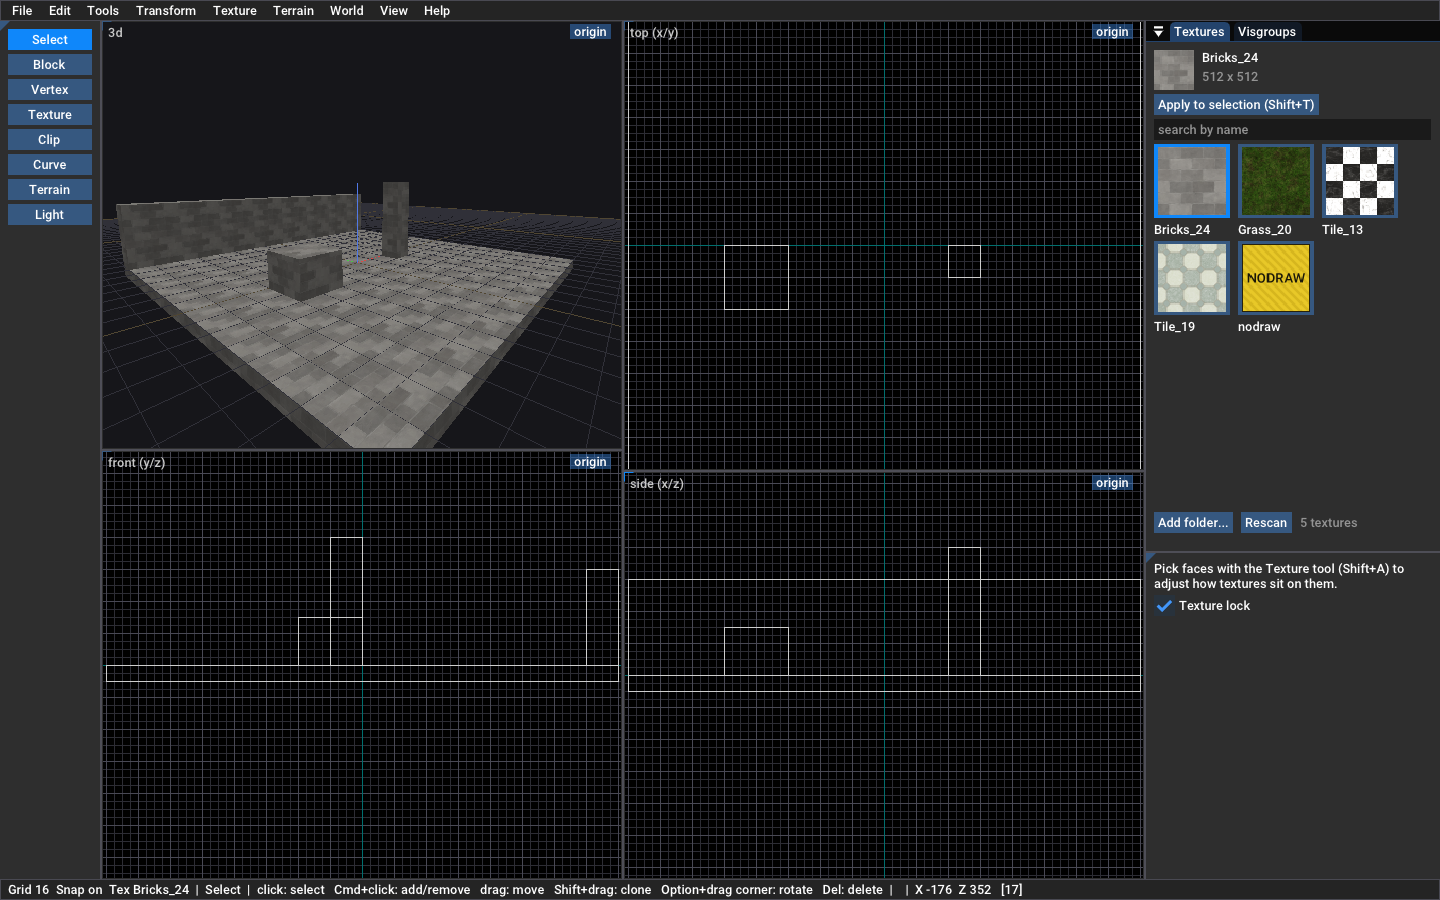 File Edit Tools Transform Texture Terrain World View Help
Select
Block
Vertex
Texture
Clip
Curve
Terrain
Light
3d
origin
top (x/y)
origin
front (y/z)
origin
side (x/z)
origin
Textures Visgroups
Bricks_24
512 x 512
Apply to selection (Shift+T)
search by name
Bricks_24 Grass_20 Tile_13
NODRAW
Tile_19 nodraw
Add folder... Rescan 5 textures
Pick faces with the Texture tool (Shift+A) to
adjust how textures sit on them.
Texture lock
Grid 16 Snap on Tex Bricks_24 | Select | click: select Cmd+click: add/remove drag: move Shift+drag: clone Option+drag corner: rotate Del: delete | | X -176 Z 352 [17]